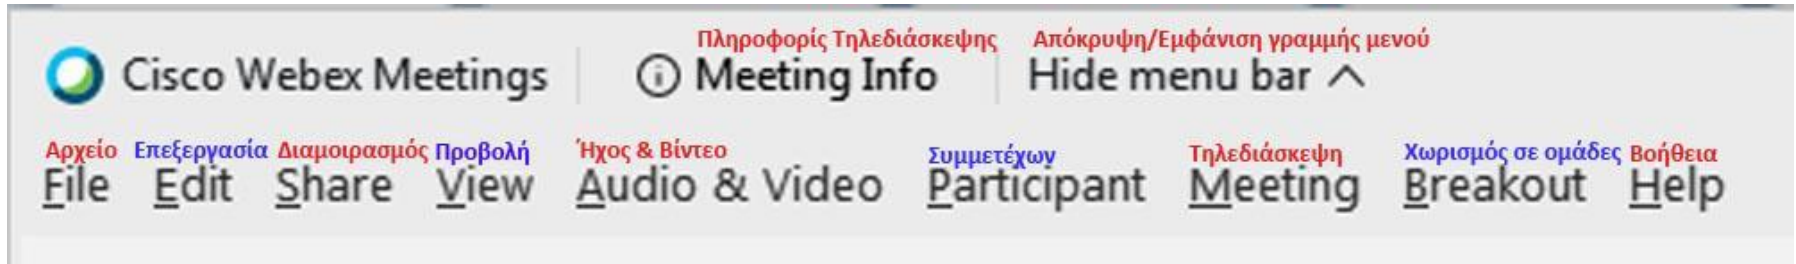 Πληροφορίς Τηλεδιάσκεψης Απόκρυψη/Εμφάνιση γραμμής μενού
Cisco Webex Meetings Meeting Info Hide menu bar
Αρχείο Επεξεργασία Διαμοιρασμός Προβολή Ήχος & Βίντεο Συμμετέχων Τηλεδιάσκεψη Χωρισμός σε ομάδες Βοήθεια
File Edit Share View Audio & Video Participant Meeting Breakout Help